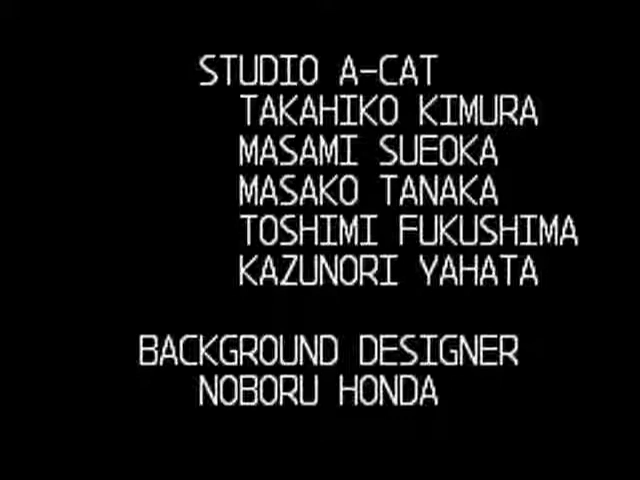 STUDIO A-CAT
TAKAHIKO KIMURA
MASAMI SUEOKA
MASAKO TANAKA
TOSHIMI FUKUSHIMA
KAZUNORI YAHATA
BACKGROUND DESIGNER
NOBORU HONDA